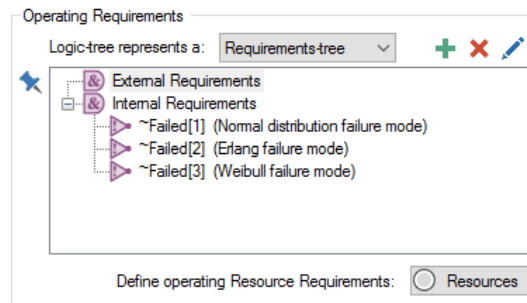 Operating Requirements
Logic-tree represents a: Requirements-tree
& External Requirements
& Internal Requirements
~Failed[1] (Normal distribution failure mode)
~Failed[2] (Erlang failure mode)
~Failed[3] (Weibull failure mode)
Define operating Resource Requirements: Resources